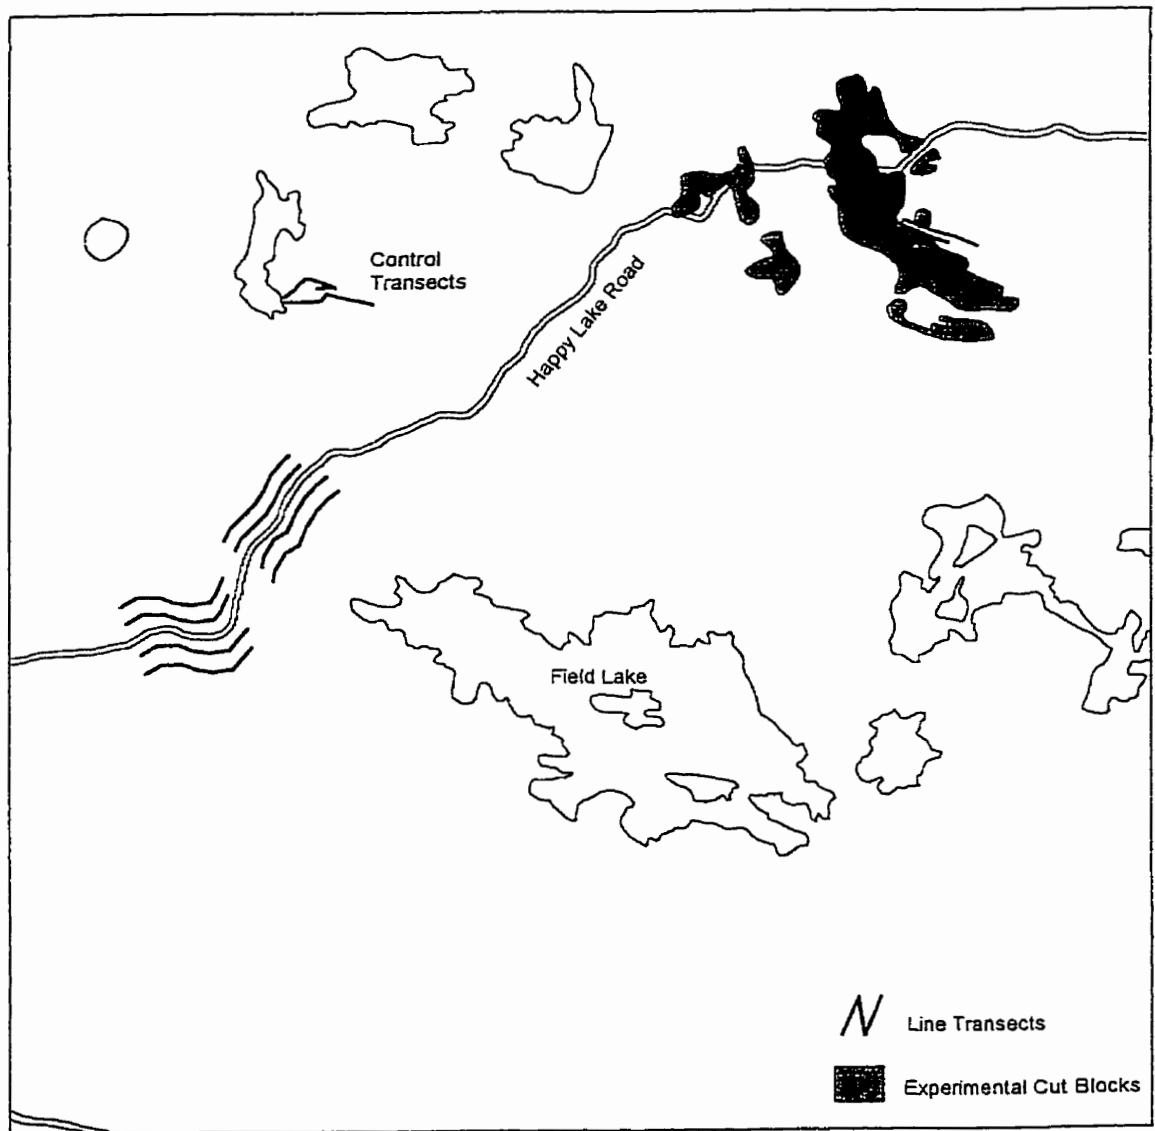 Control
Transects
Happy Lake Road
Field Lake
Line Transects
Experimental Cut Blocks